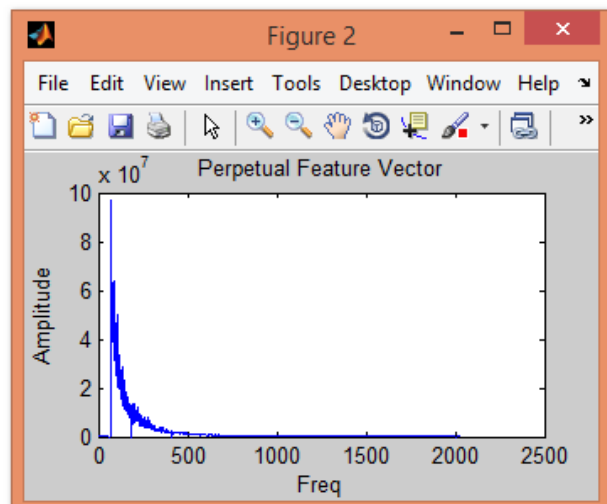 Figure 2
File Edit View Insert Tools Desktop Window Help
x 10^7
Perpetual Feature Vector
10
8
6
4
2
0
Amplitude
0 500 1000 1500 2000 2500
Freq